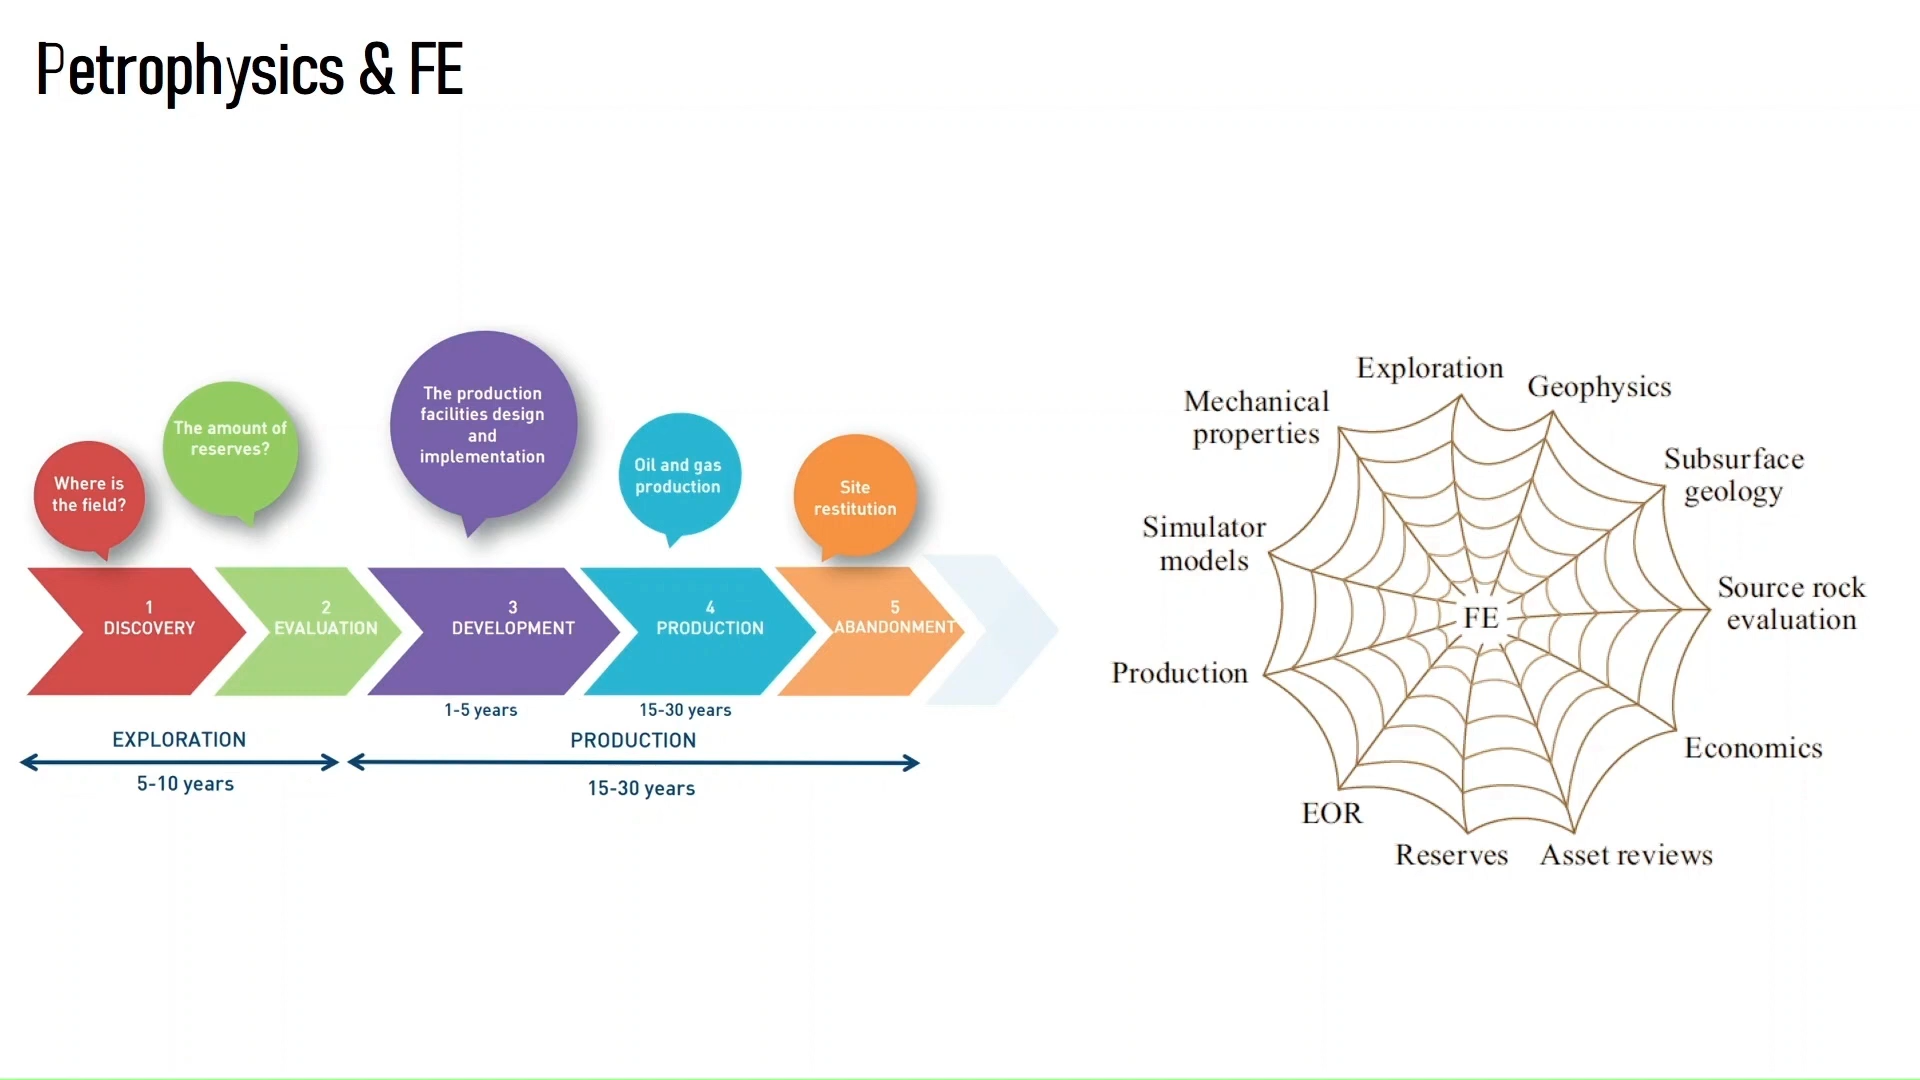 Petrophysics & FE
Where is
the field?
The amount of
reserves?
The production
facilities design
and
implementation
Oil and gas
production
Site
restitution
1
DISCOVERY
2
EVALUATION
3
DEVELOPMENT
4
PRODUCTION
5
ABANDONMENT
1-5 years
15-30 years
EXPLORATION
5-10 years
PRODUCTION
15-30 years
Exploration
Geophysics
Mechanical
properties
Subsurface
geology
Simulator
models
Source rock
evaluation
FE
Production
Economics
EOR
Reserves
Asset reviews